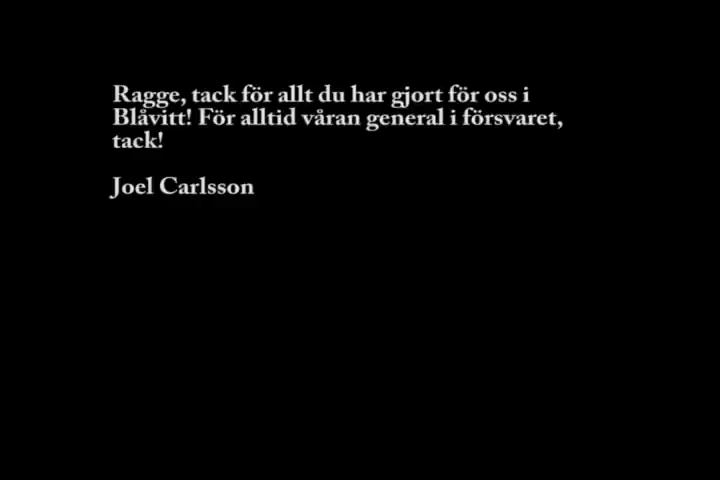 Ragge, tack för allt du har gjort för oss i
Blåvitt! För alltid våran general i försvaret,
tack!
Joel Carlsson